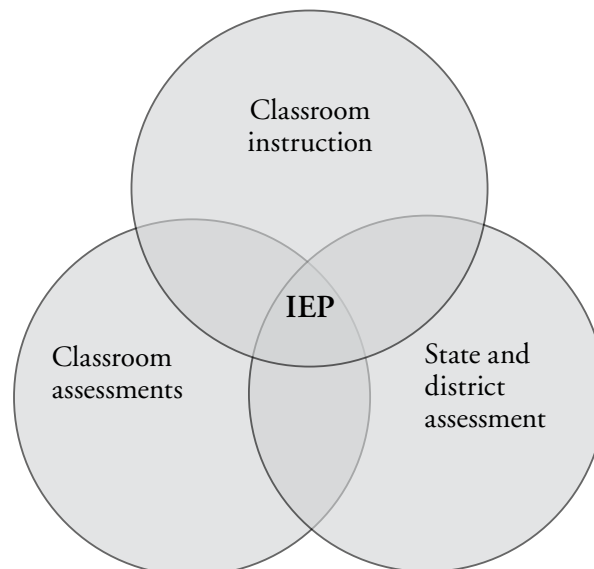 Classroom
instruction
IEP
Classroom
assessments
State and
district
assessment